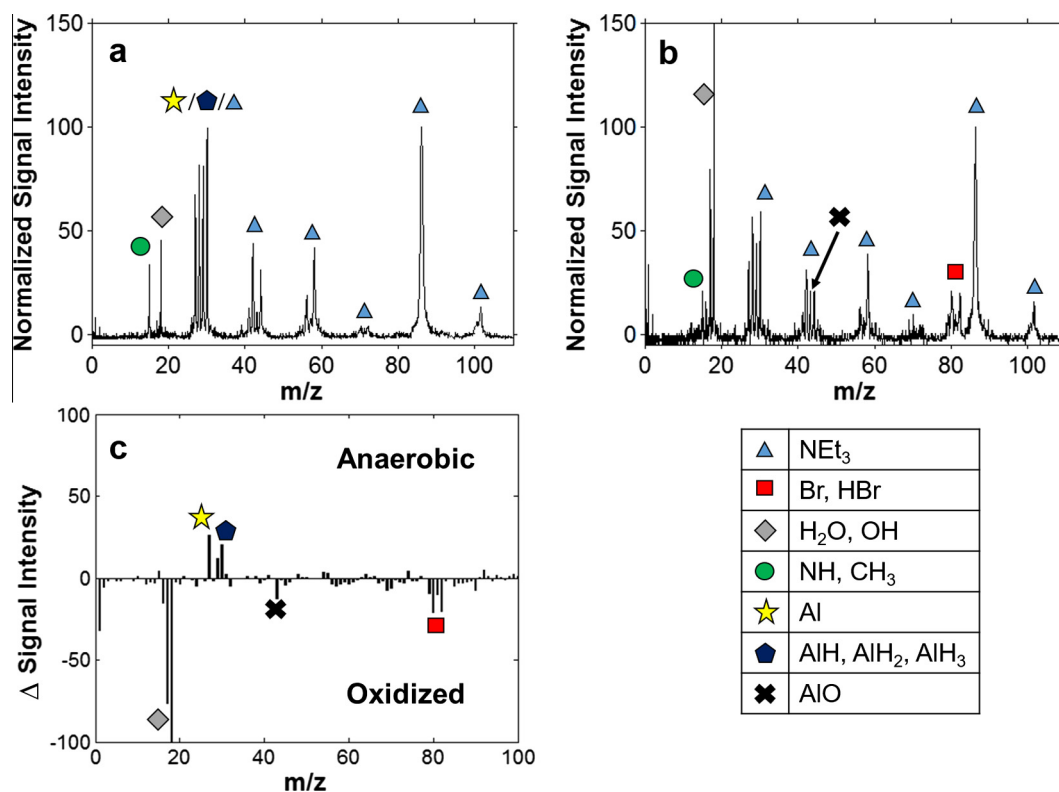 a
Normalized Signal Intensity
150
100
50
0
/ /
0 20 40 60 80 100
m/z
b
Normalized Signal Intensity
150
100
50
0
0 20 40 60 80 100
m/z
c
Δ Signal Intensity
100
50
0
-50
-100
Anaerobic
Oxidized
0 20 40 60 80 100
m/z
NEt₃
Br, HBr
H₂O, OH
NH, CH₃
Al
AlH, AlH₂, AlH₃
AlO